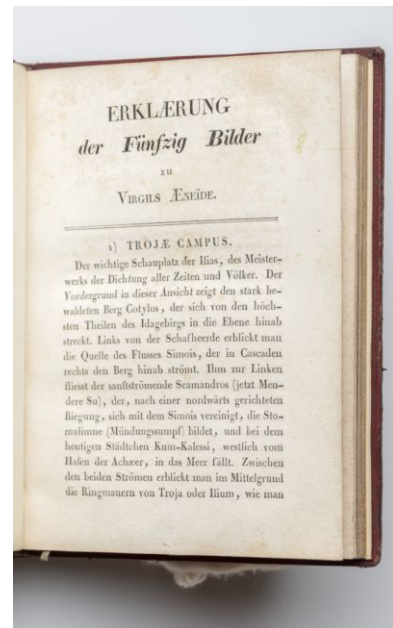 ERKLÆRUNG
der Fünfzig Bilder
zu
VIRGILS ÆNEÏDE.
1) TROJÆ CAMPUS.
Der wichtige Schauplatz der Ilias, des Meister-
werks der Dichtung aller Zeiten und Völker. Der
Vordergrund in dieser Ansicht zeigt den stark be-
waldeten Berg Cotylos, der sich von den höch-
sten Theilen des Idagebirgs in die Ebene hinab
streckt. Links von der Schafheerde erblickt man
die Quelle des Flusses Simois, der in Cascaden
rechts den Berg hinab strömt. Ihm zur Linken
fliesst der sanftströmende Scamandros (jetzt Men-
dere Su), der, nach einer nordwärts gerichteten
Biegung, sich mit dem Simois vereinigt, die Sto-
malimne (Mündungssumpf) bildet, und bei dem
heutigen Städtchen Kum-Kalessi, westlich vom
Hafen der Achæer, in das Meer fällt. Zwischen
den beiden Strömen erblickt man im Mittelgrund
die Ringmauern von Troja oder Ilium, wie man